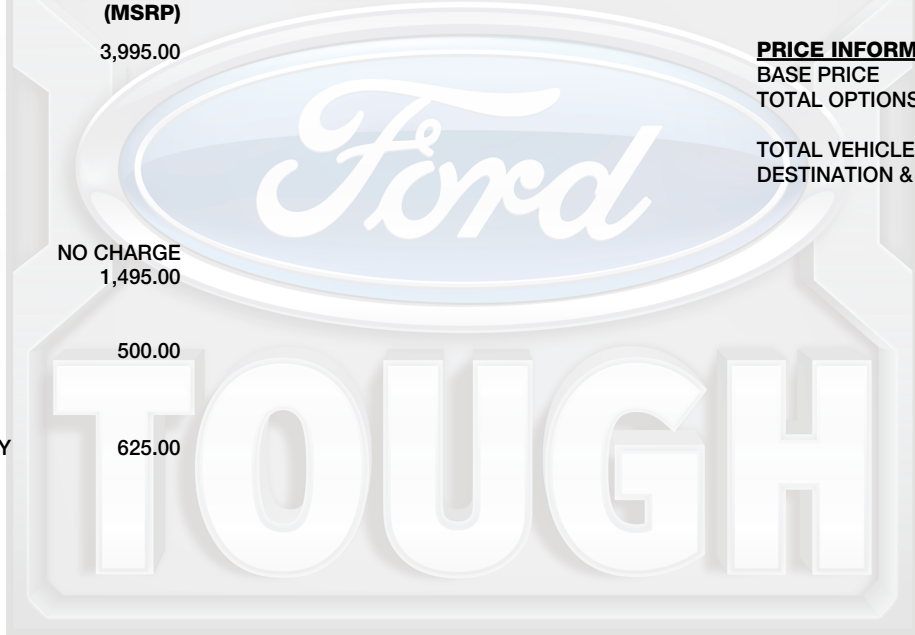 (MSRP)
3,995.00
PRICE INFORM
BASE PRICE
TOTAL OPTIONS
TOTAL VEHICLE
DESTINATION &
NO CHARGE
1,495.00
500.00
Y 625.00
Ford
TOUGH